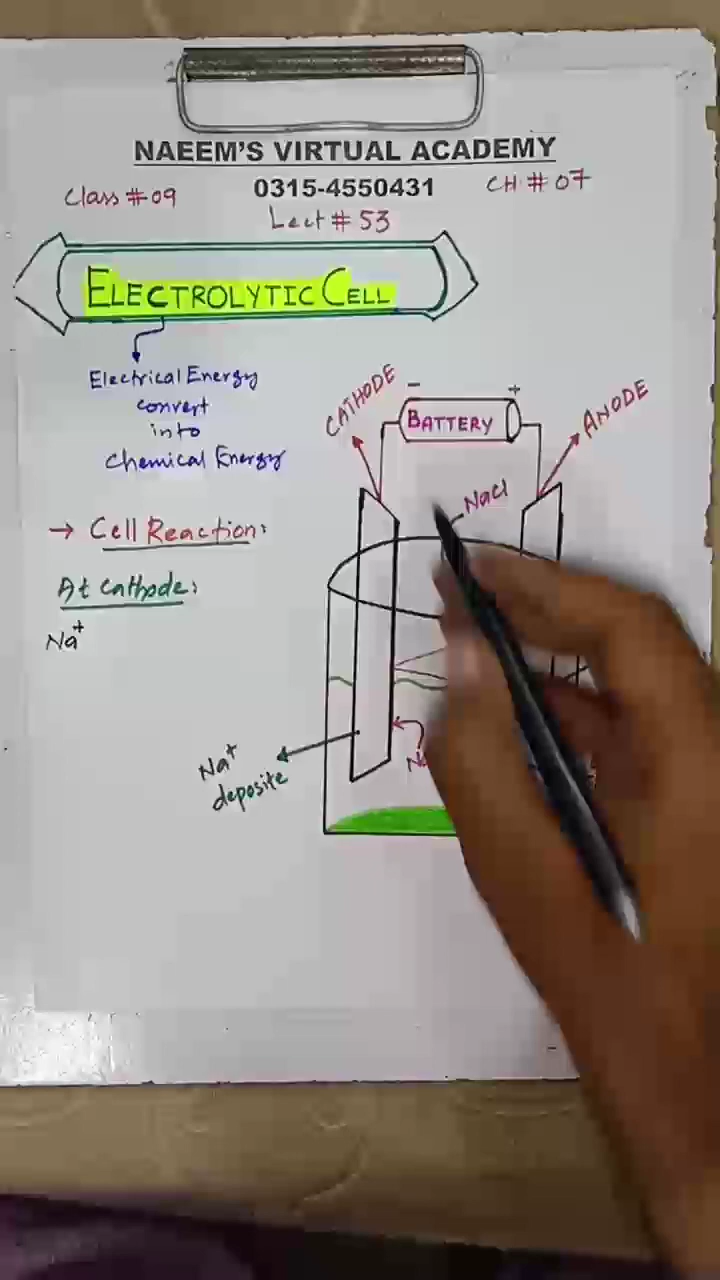 NAEEM'S VIRTUAL ACADEMY
Class # 09
0315-4550431
CH # 07
Lect # 53
ELECTROLYTIC CELL
Electrical Energy
convert
into
Chemical Energy
CATHODE
-
+
BATTERY
ANODE
NaCl
→ Cell Reaction:
At Cathode:
Na⁺
Na⁺
deposite